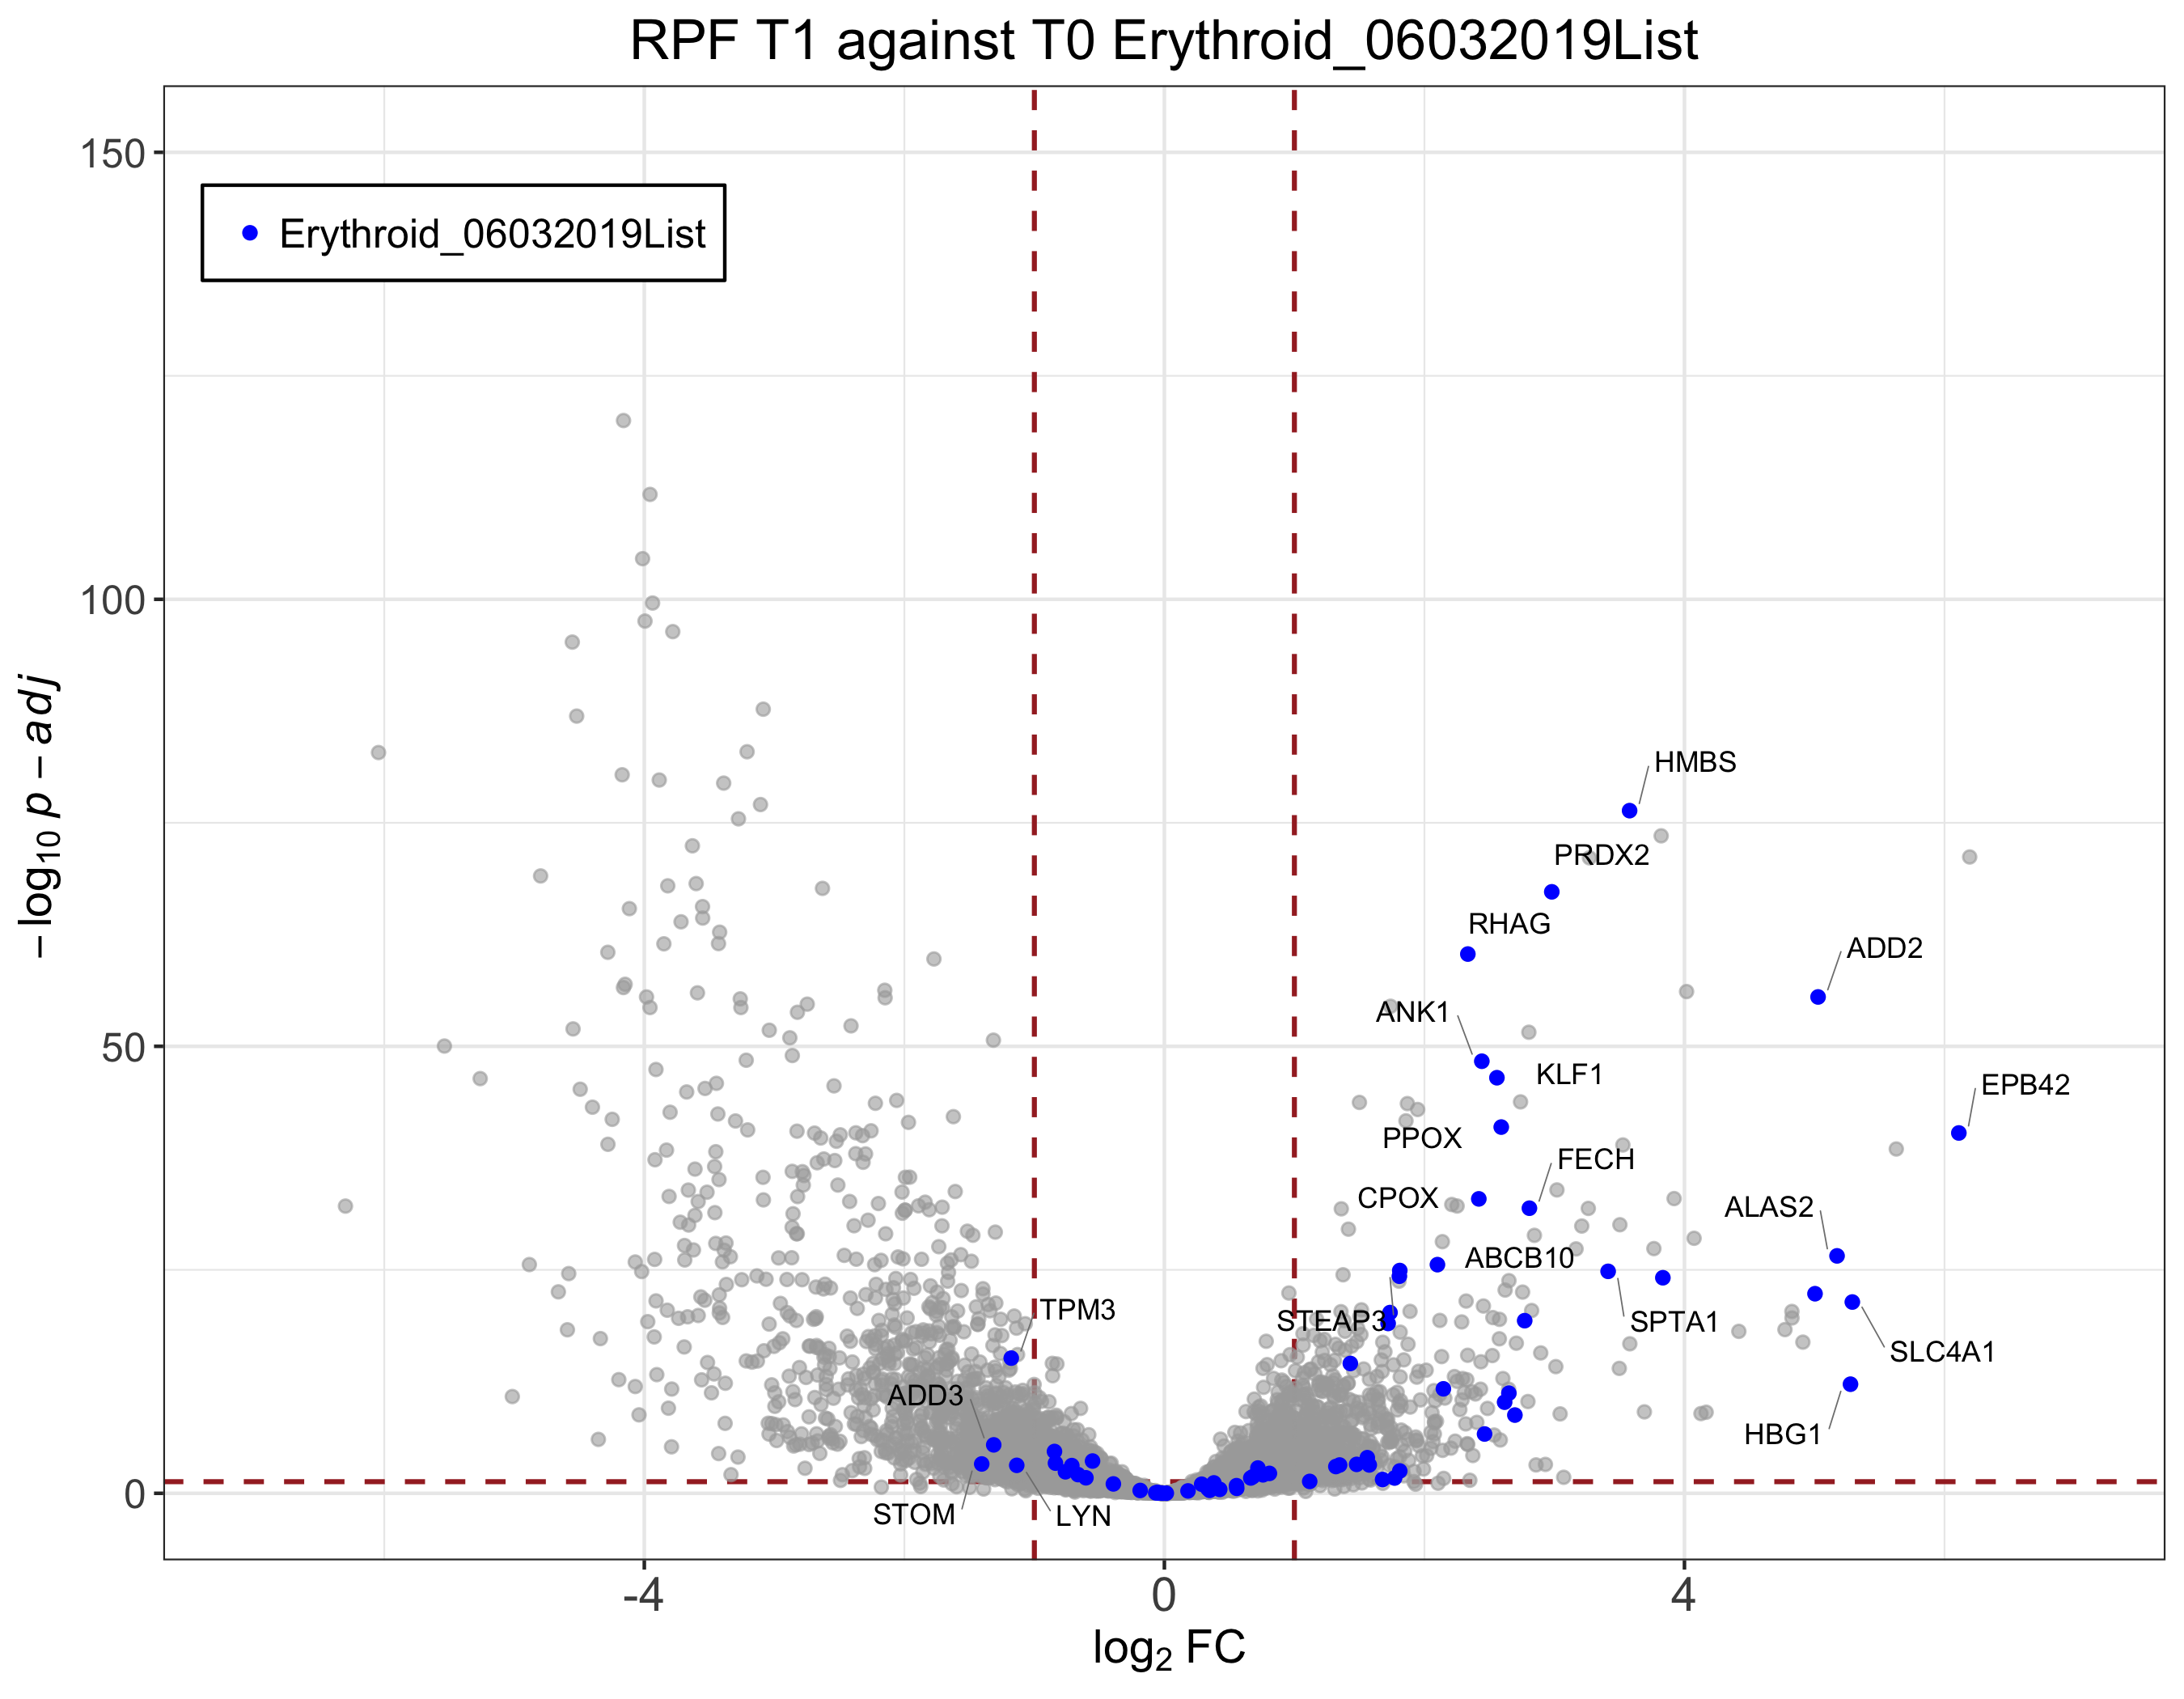 RPF T1 against T0 Erythroid_06032019List
150
Erythroid_06032019List
100
HMBS
PRDX2
RHAG
ADD2
ANK1
50
KLF1
EPB42
PPOX
FECH
CPOX
ALAS2
ABCB10
TPM3
STEAP3
SPTA1
SLC4A1
ADD3
HBG1
0
STOM
LYN
-4
0
4
log2 FC
−log10 p − adj